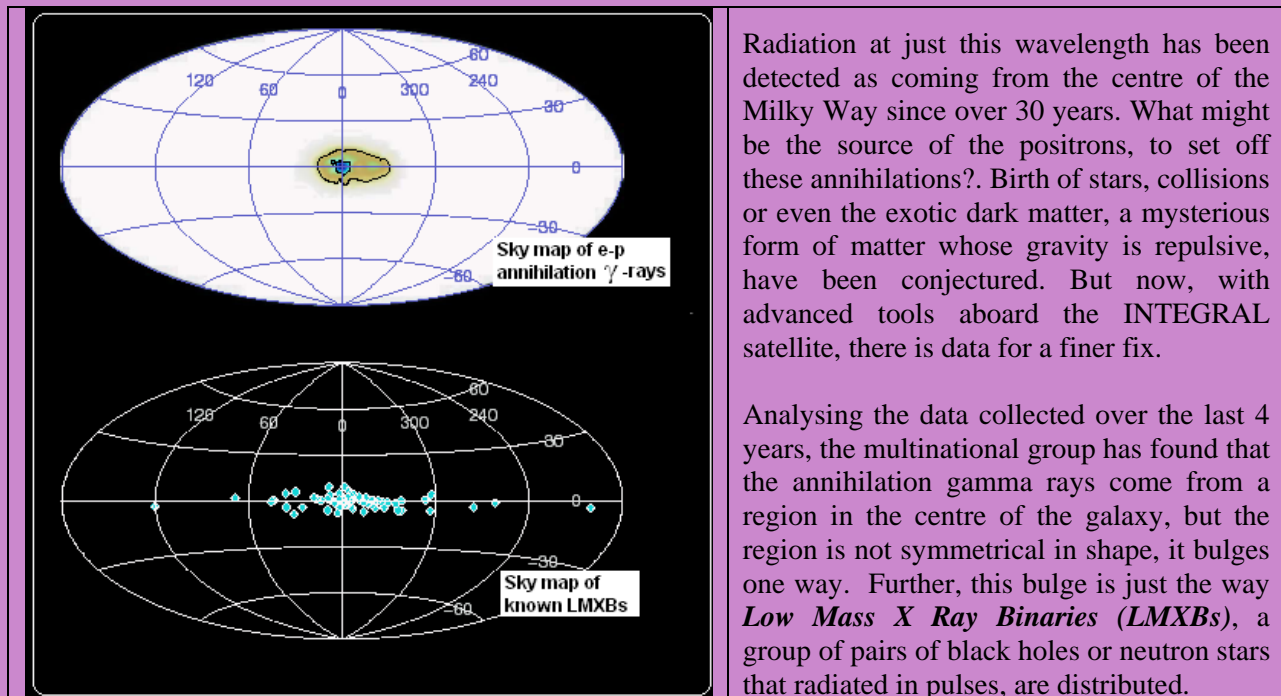 60
120
60
0
300
240
30
0
-30
-60
Sky map of e-p
annihilation γ -rays
60
120
60
0
300
240
30
0
-30
-60
Sky map of
known LMXBs
Radiation at just this wavelength has been
detected as coming from the centre of the
Milky Way since over 30 years. What might
be the source of the positrons, to set off
these annihilations?. Birth of stars, collisions
or even the exotic dark matter, a mysterious
form of matter whose gravity is repulsive,
have been conjectured. But now, with
advanced tools aboard the INTEGRAL
satellite, there is data for a finer fix.
Analysing the data collected over the last 4
years, the multinational group has found that
the annihilation gamma rays come from a
region in the centre of the galaxy, but the
region is not symmetrical in shape, it bulges
one way. Further, this bulge is just the way
Low Mass X Ray Binaries (LMXBs), a
group of pairs of black holes or neutron stars
that radiated in pulses, are distributed.